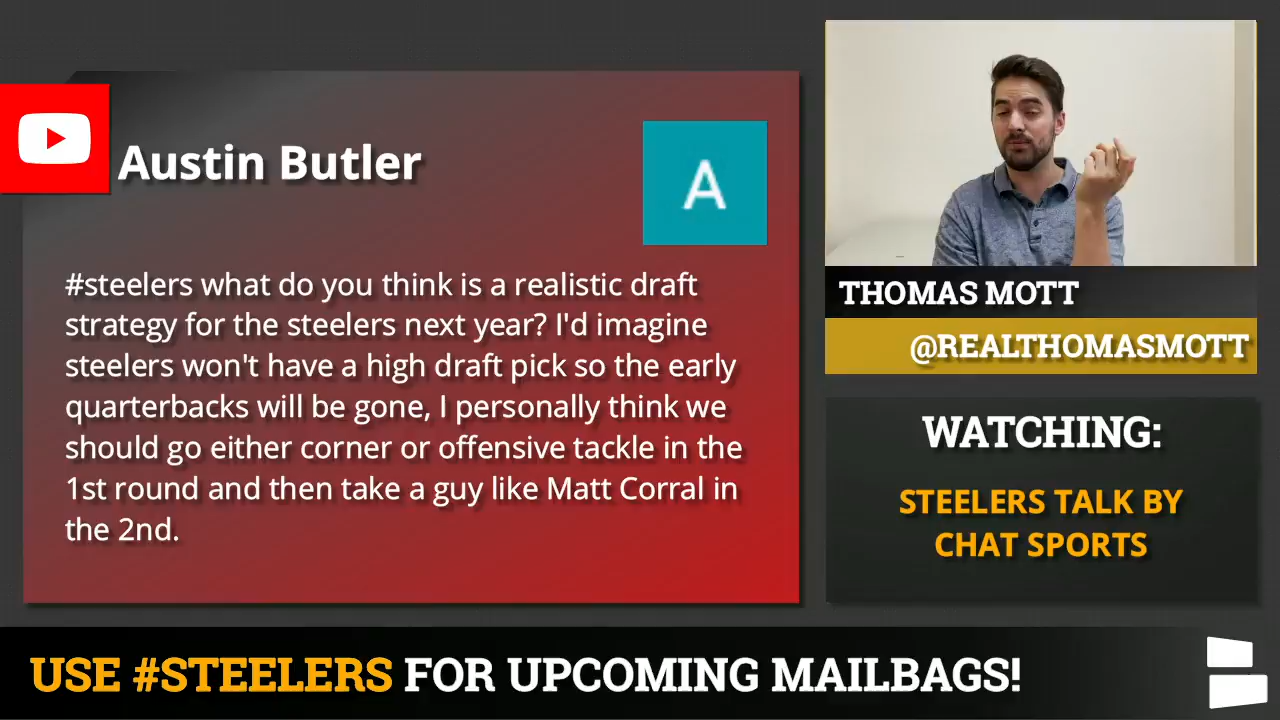 Austin Butler
A
#steelers what do you think is a realistic draft
strategy for the steelers next year? I'd imagine
steelers won't have a high draft pick so the early
quarterbacks will be gone, I personally think we
should go either corner or offensive tackle in the
1st round and then take a guy like Matt Corral in
the 2nd.
THOMAS MOTT
@REALTHOMASMOTT
WATCHING:
STEELERS TALK BY
CHAT SPORTS
USE #STEELERS FOR UPCOMING MAILBAGS!